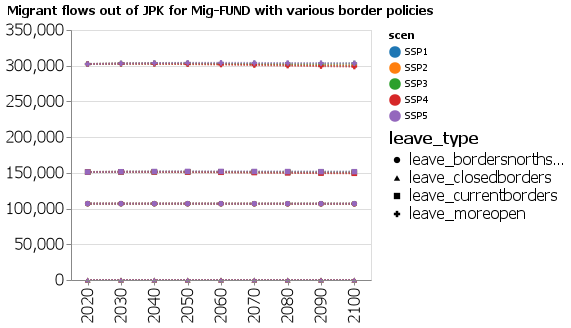 Migrant flows out of JPK for Mig-FUND with various border policies
350,000
300,000
250,000
200,000
150,000
100,000
50,000
0
2020
2030
2040
2050
2060
2070
2080
2090
2100
scen
SSP1
SSP2
SSP3
SSP4
SSP5
leave_type
leave_bordersnorths...
leave_closedborders
leave_currentborders
leave_moreopen